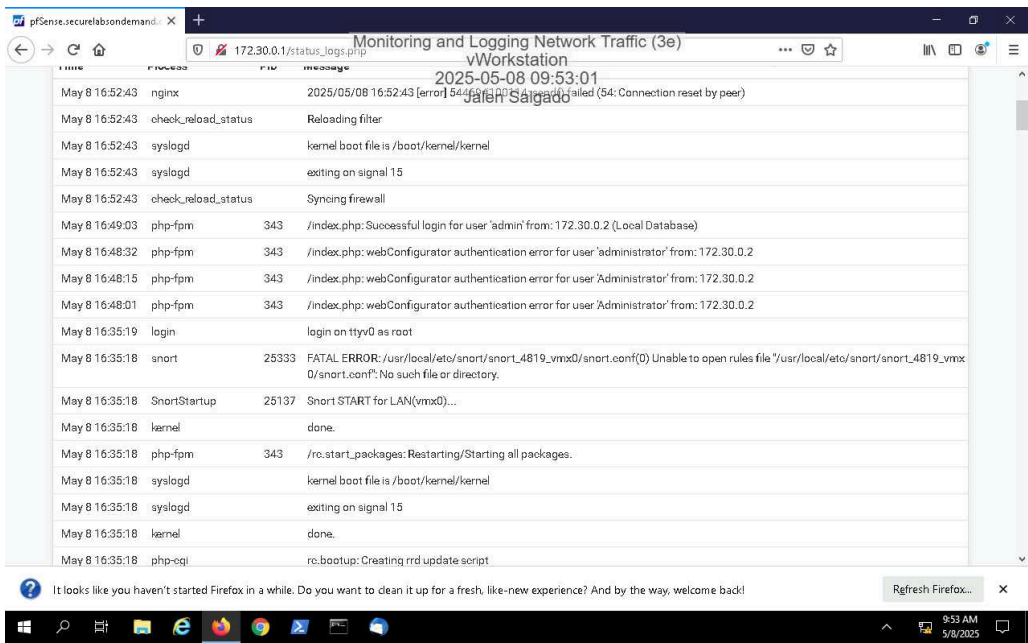 pfSense.securelabsondemand.c
172.30.0.1/status_logs.php
Monitoring and Logging Network Traffic (3e)
vWorkstation
2025-05-08 09:53:01
Jalen Salgado
Time Process PID Message
May 8 16:52:43 nginx 2025/05/08 16:52:43 [error] failed (54: Connection reset by peer)
May 8 16:52:43 check_reload_status Reloading filter
May 8 16:52:43 syslogd kernel boot file is /boot/kernel/kernel
May 8 16:52:43 syslogd exiting on signal 15
May 8 16:52:43 check_reload_status Syncing firewall
May 8 16:49:03 php-fpm 343 /index.php: Successful login for user 'admin' from: 172.30.0.2 (Local Database)
May 8 16:48:32 php-fpm 343 /index.php: webConfigurator authentication error for user 'administrator' from: 172.30.0.2
May 8 16:48:15 php-fpm 343 /index.php: webConfigurator authentication error for user 'Administrator' from: 172.30.0.2
May 8 16:48:01 php-fpm 343 /index.php: webConfigurator authentication error for user 'Administrator' from: 172.30.0.2
May 8 16:35:19 login login on ttyv0 as root
May 8 16:35:18 snort 25333 FATAL ERROR: /usr/local/etc/snort/snort_4819_vmx0/snort.conf(0) Unable to open rules file "/usr/local/etc/snort/snort_4819_vmx
0/snort.conf": No such file or directory.
May 8 16:35:18 SnortStartup 25137 Snort START for LAN(vmx0)...
May 8 16:35:18 kernel done.
May 8 16:35:18 php-fpm 343 /rc.start_packages: Restarting/Starting all packages.
May 8 16:35:18 syslogd kernel boot file is /boot/kernel/kernel
May 8 16:35:18 syslogd exiting on signal 15
May 8 16:35:18 kernel done.
May 8 16:35:18 php-cgi rc.bootup: Creating rrd update script
It looks like you haven't started Firefox in a while. Do you want to clean it up for a fresh, like-new experience? And by the way, welcome back!
Refresh Firefox...
9:53 AM
5/8/2025